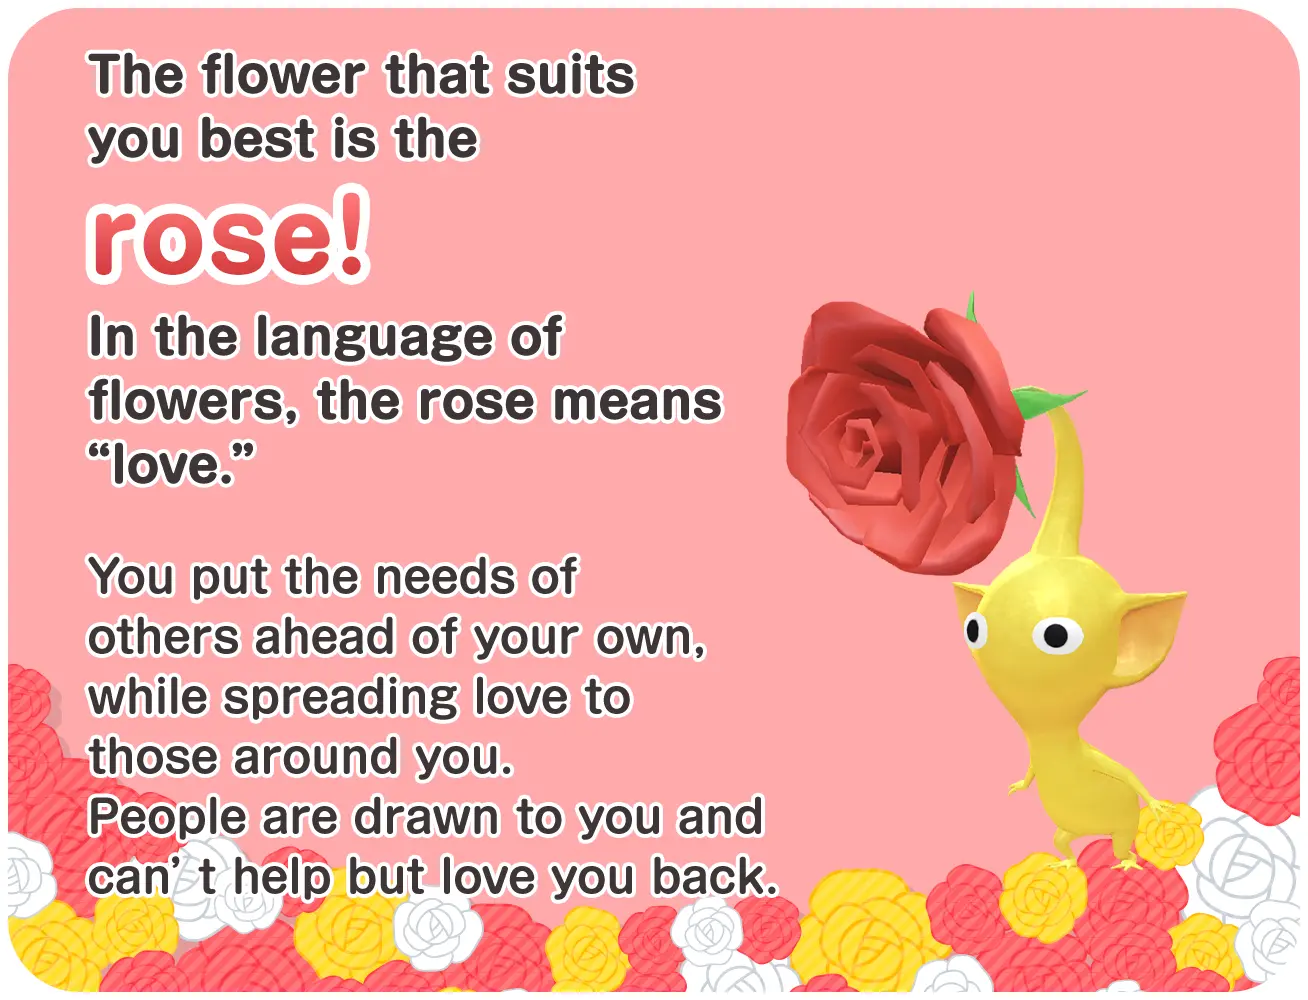 The flower that suits
you best is the
rose!
In the language of
flowers, the rose means
“love.”
You put the needs of
others ahead of your own,
while spreading love to
those around you.
People are drawn to you and
can’ t help but love you back.